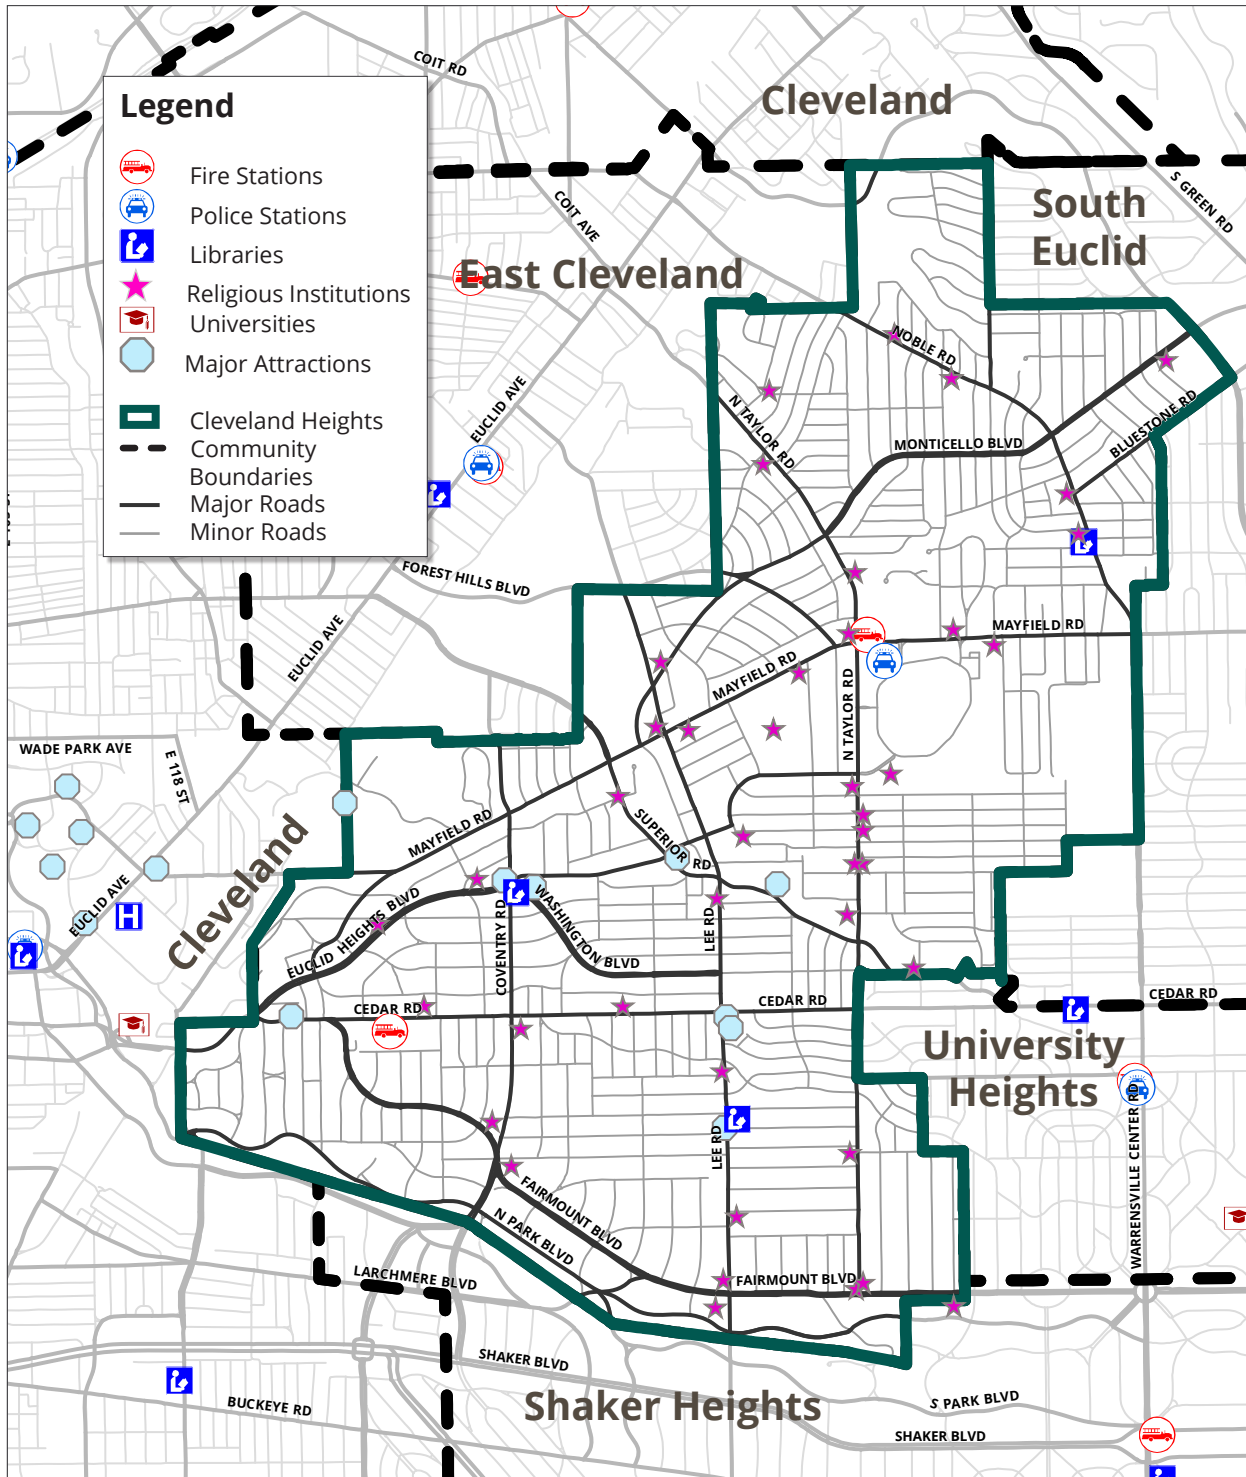 COIT RD
Cleveland
Legend
Fire Stations
Police Stations
Libraries
Religious Institutions
Universities
Major Attractions
Cleveland Heights
Community
Boundaries
Major Roads
Minor Roads
S GREEN RD
South
Euclid
COIT AVE
East Cleveland
NOBLE RD
EUCLID AVE
N TAYLOR RD
MONTICELLO BLVD
BLUESTONE RD
FOREST HILLS BLVD
EUCLID AVE
MAYFIELD RD
MAYFIELD RD
N TAYLOR RD
WADE PARK AVE
E 118 ST
MAYFIELD RD
SUPERIOR RD
Cleveland
EUCLID AVE
H
EUCLID HEIGHTS BLVD
COVENTRY RD
WASHINGTON BLVD
LEE RD
CEDAR RD
CEDAR RD
CEDAR RD
University
Heights
WARRENSVILLE CENTER RD
LEE RD
FAIRMOUNT BLVD
N PARK BLVD
FAIRMOUNT BLVD
LARCHMERE BLVD
SHAKER BLVD
Shaker Heights
BUCKEYE RD
S PARK BLVD
SHAKER BLVD